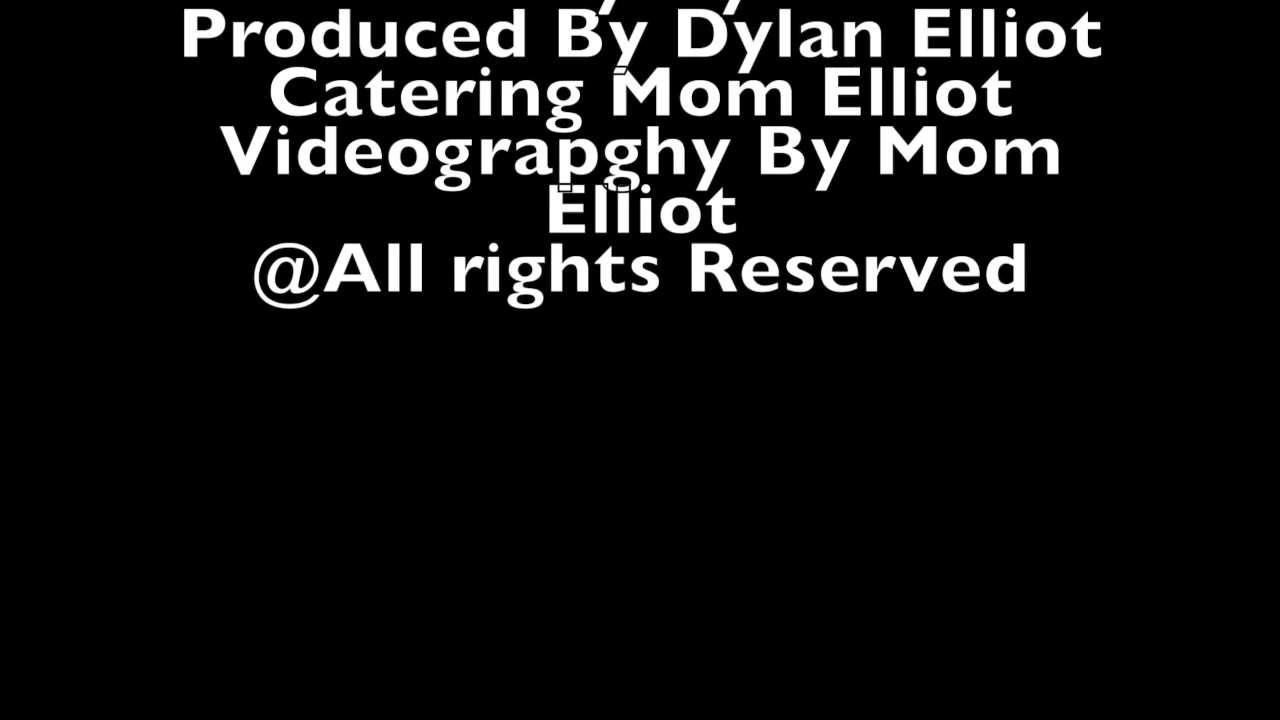 Produced By Dylan Elliot
Catering Mom Elliot
Videograpghy By Mom
Elliot
@All rights Reserved